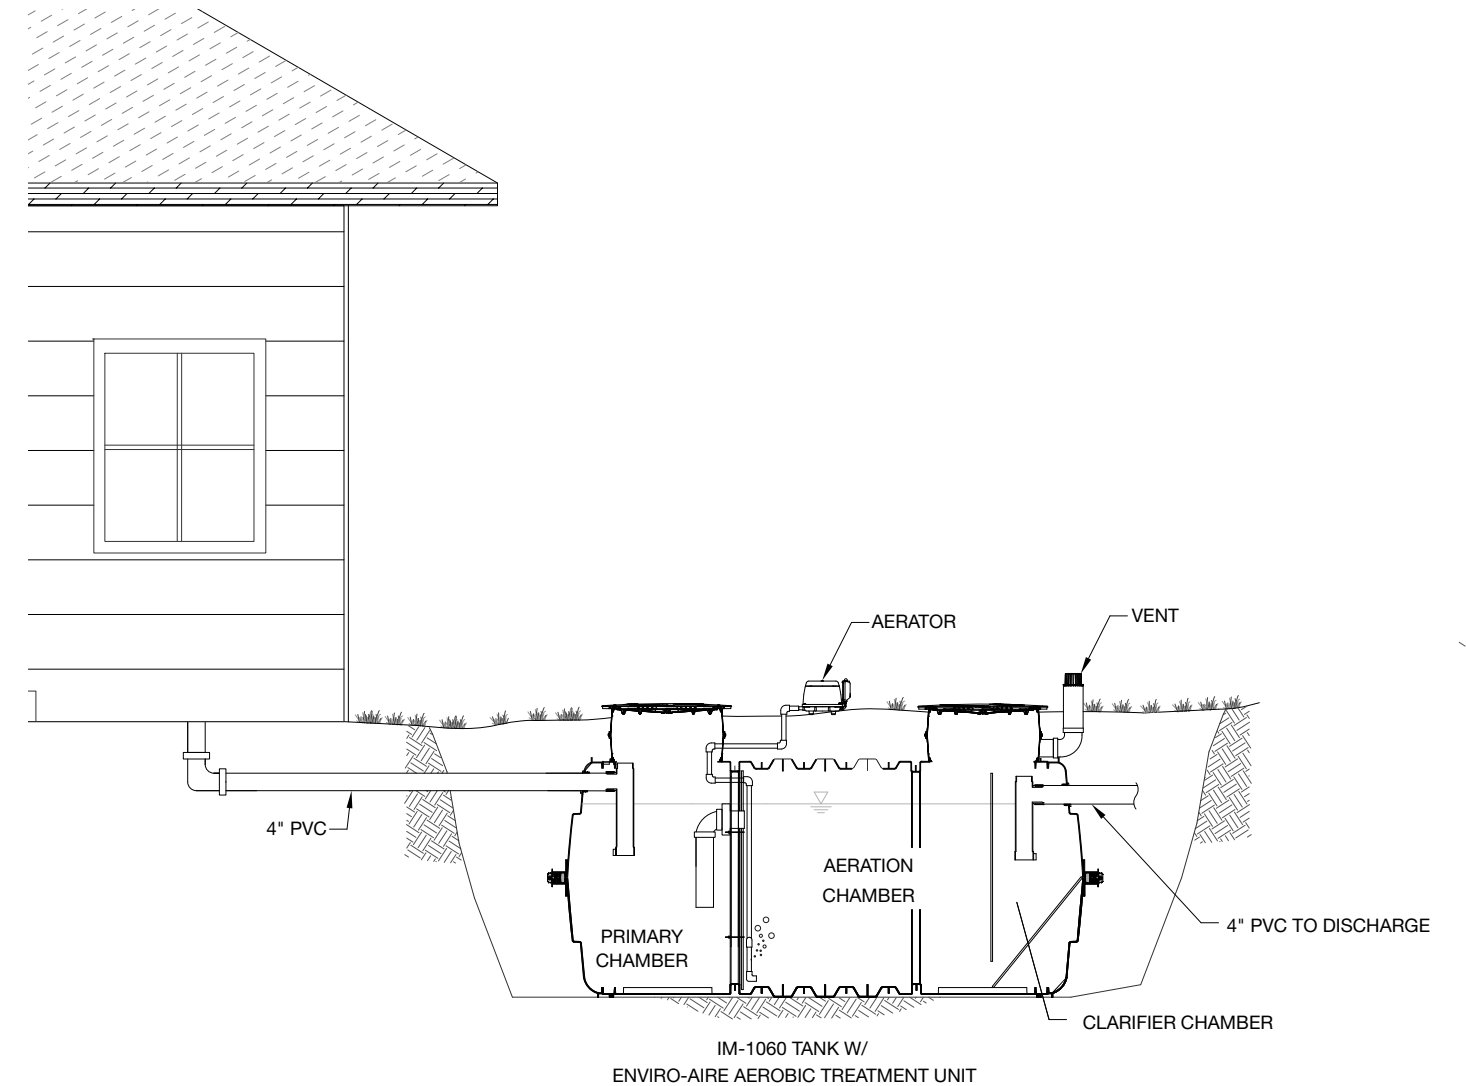 AERATOR
VENT
4" PVC
AERATION
CHAMBER
PRIMARY
CHAMBER
4" PVC TO DISCHARGE
CLARIFIER CHAMBER
IM-1060 TANK W/
ENVIRO-AIRE AEROBIC TREATMENT UNIT